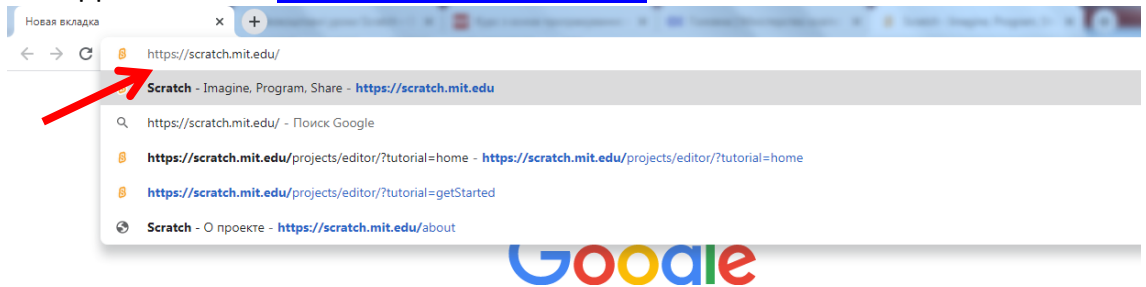 Новая вкладка
https://scratch.mit.edu/
Scratch - Imagine, Program, Share - https://scratch.mit.edu
https://scratch.mit.edu/ - Поиск Google
https://scratch.mit.edu/projects/editor/?tutorial=home - https://scratch.mit.edu/projects/editor/?tutorial=home
https://scratch.mit.edu/projects/editor/?tutorial=getStarted
Scratch - О проекте - https://scratch.mit.edu/about
Google